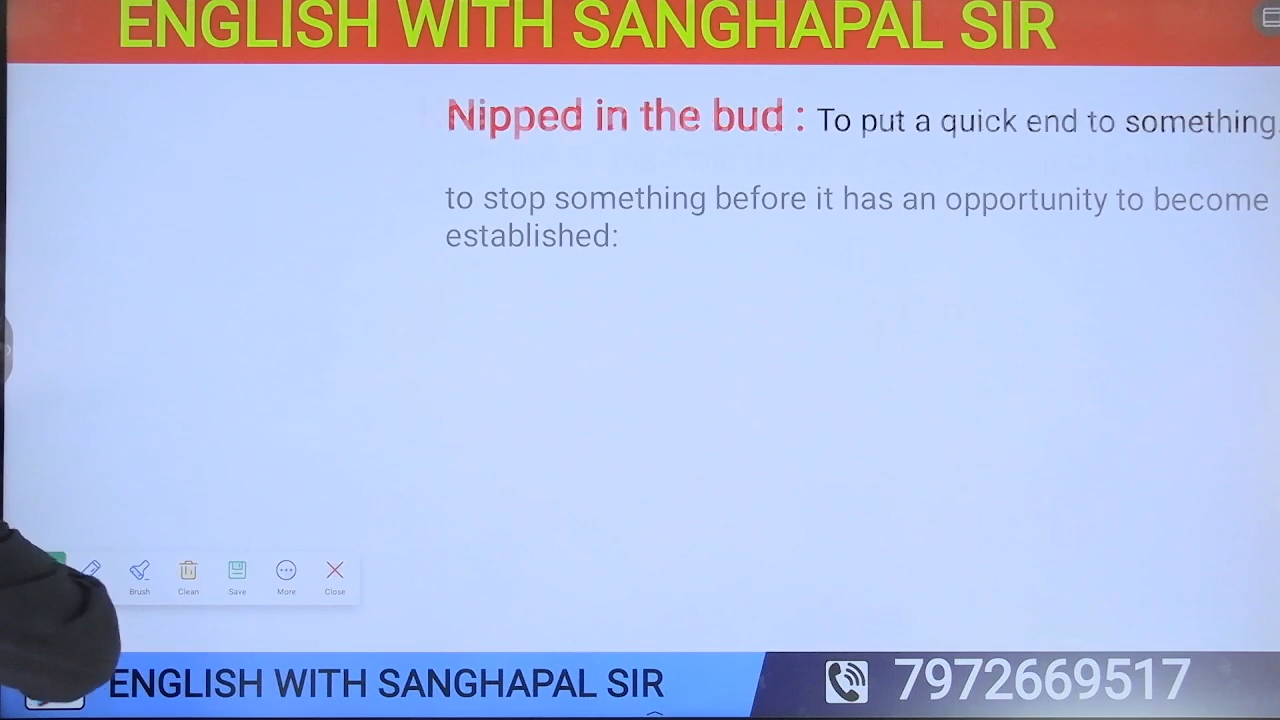 ENGLISH WITH SANGHAPAL SIR
Nipped in the bud : To put a quick end to something
to stop something before it has an opportunity to become
established:
Brush Clean Save More Close
ENGLISH WITH SANGHAPAL SIR 7972669517